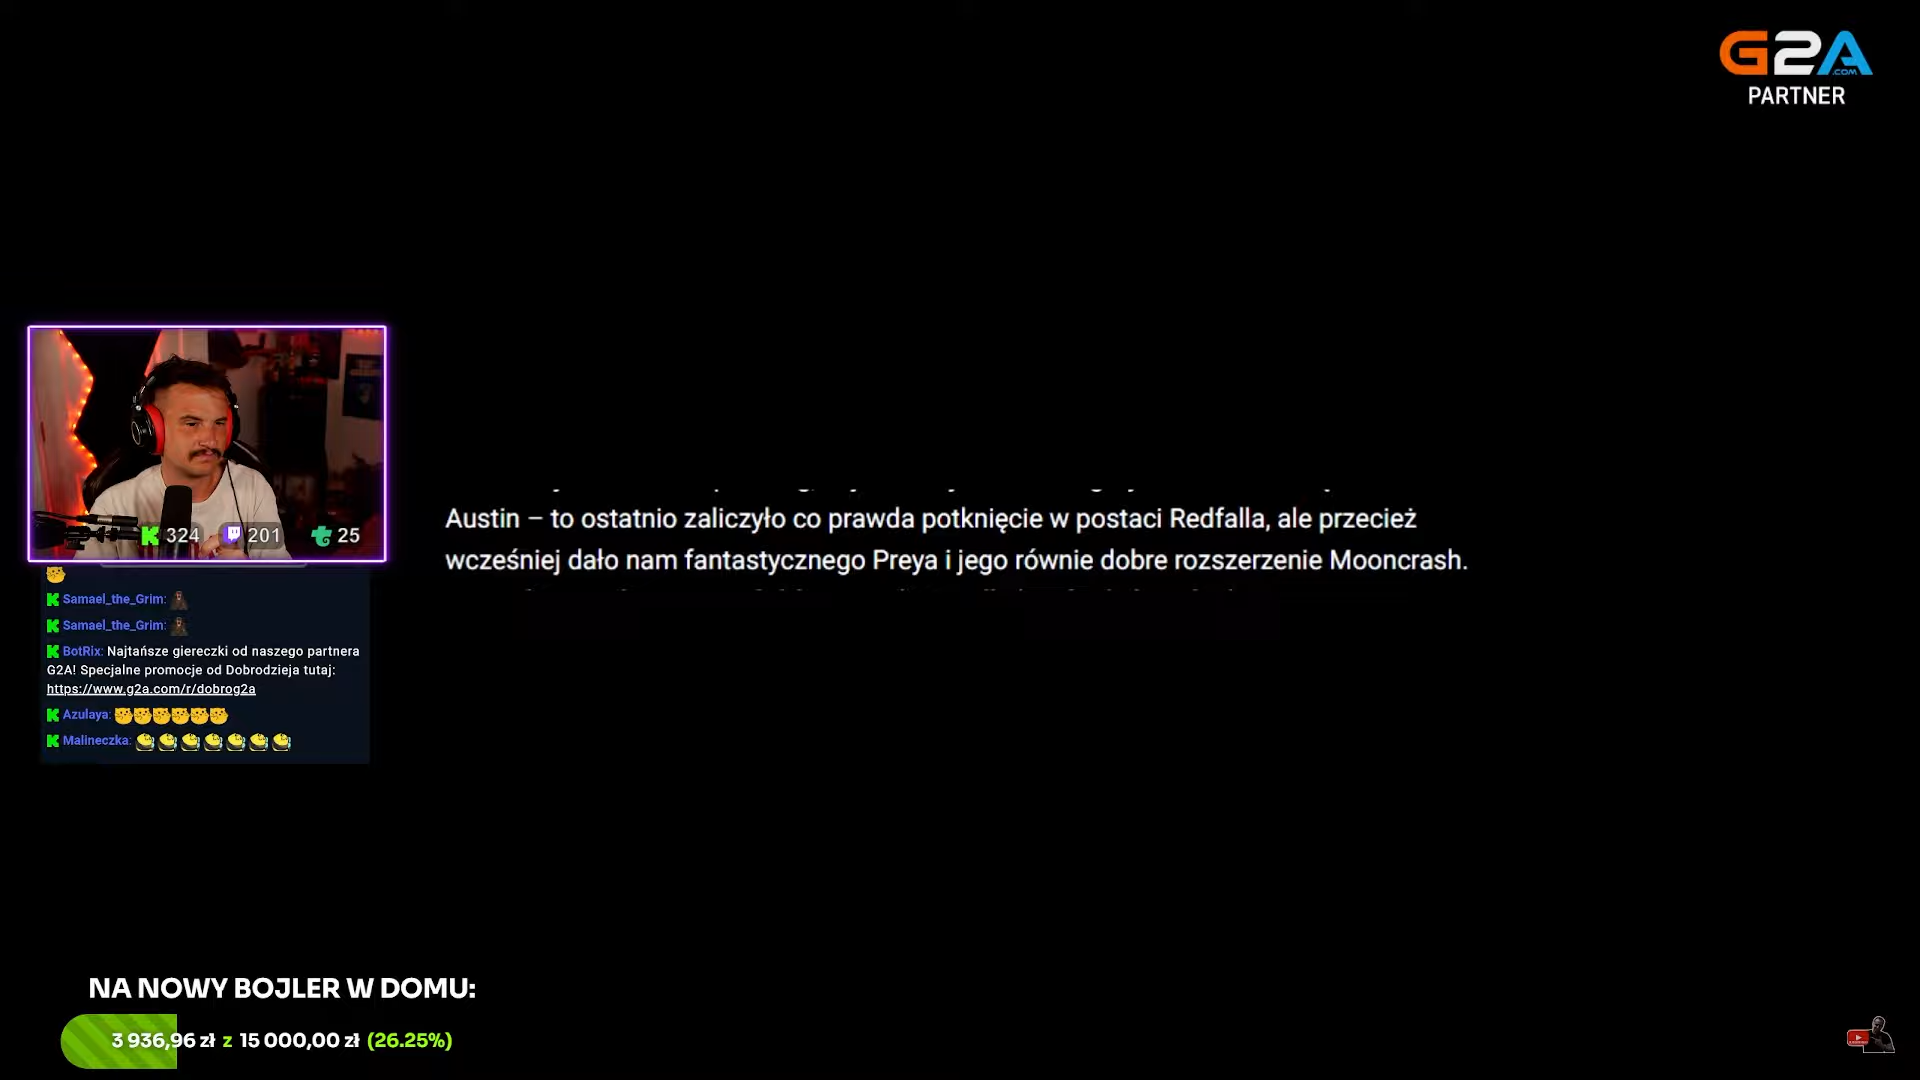 G2A
.COM
PARTNER
324 201 25
Austin – to ostatnio zaliczyło co prawda potknięcie w postaci Redfalla, ale przecież
wcześniej dało nam fantastycznego Preya i jego równie dobre rozszerzenie Mooncrash.
Samael_the_Grim:
Samael_the_Grim:
BotRix: Najtańsze giereczki od naszego partnera
G2A! Specjalne promocje od Dobrodzieja tutaj:
https://www.g2a.com/r/dobrog2a
Azulaya:
Malineczka:
NA NOWY BOJLER W DOMU:
3 936,96 zł z 15 000,00 zł (26.25%)